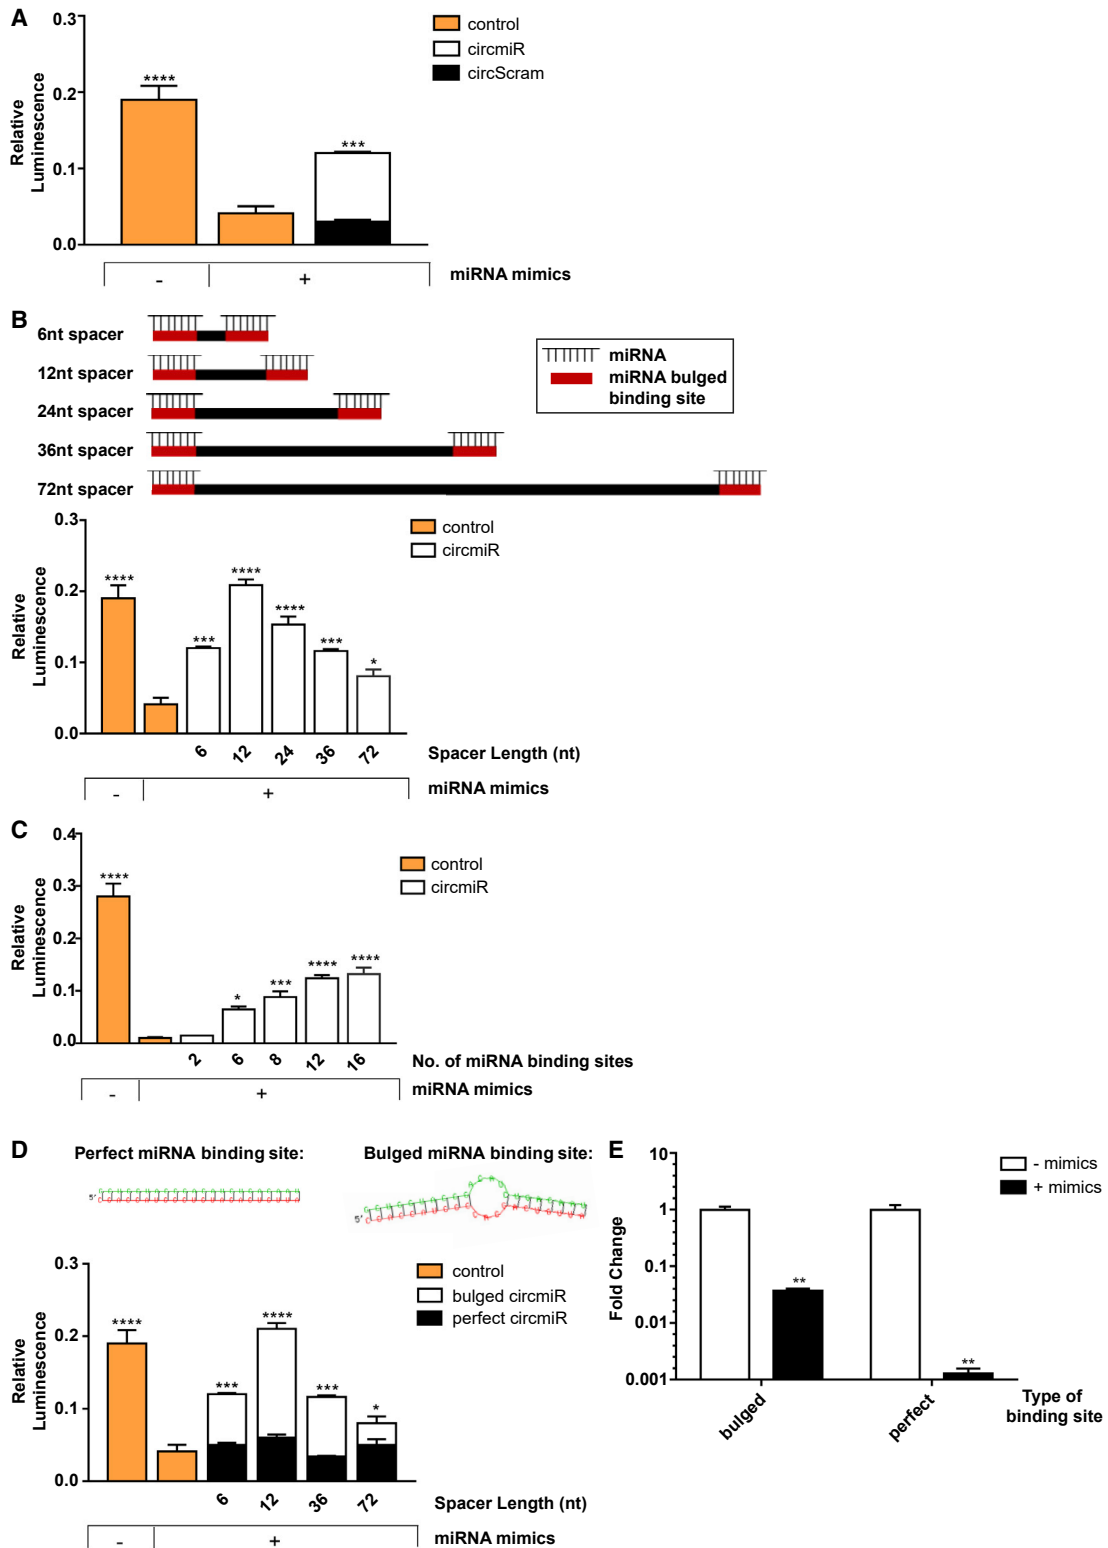 A
0.3
0.2
0.1
0.0
Relative
Luminescence
****
***
control
circmiR
circScram
-
+
miRNA mimics
B
6nt spacer
12nt spacer
24nt spacer
36nt spacer
72nt spacer
miRNA
miRNA bulged
binding site
0.3
0.2
0.1
0.0
Relative
Luminescence
****
***
****
****
***
*
control
circmiR
6
12
24
36
72
Spacer Length (nt)
-
+
miRNA mimics
C
0.4
0.3
0.2
0.1
0.0
Relative
Luminescence
****
*
***
****
****
control
circmiR
2
6
8
12
16
No. of miRNA binding sites
-
+
miRNA mimics
D
Perfect miRNA binding site:
Bulged miRNA binding site:
5'
5'
0.3
0.2
0.1
0.0
Relative
Luminescence
****
***
****
***
*
control
bulged circmiR
perfect circmiR
6
12
36
72
Spacer Length (nt)
-
+
miRNA mimics
E
10
1
0.1
0.01
0.001
Fold Change
**
**
- mimics
+ mimics
bulged
perfect
Type of
binding site